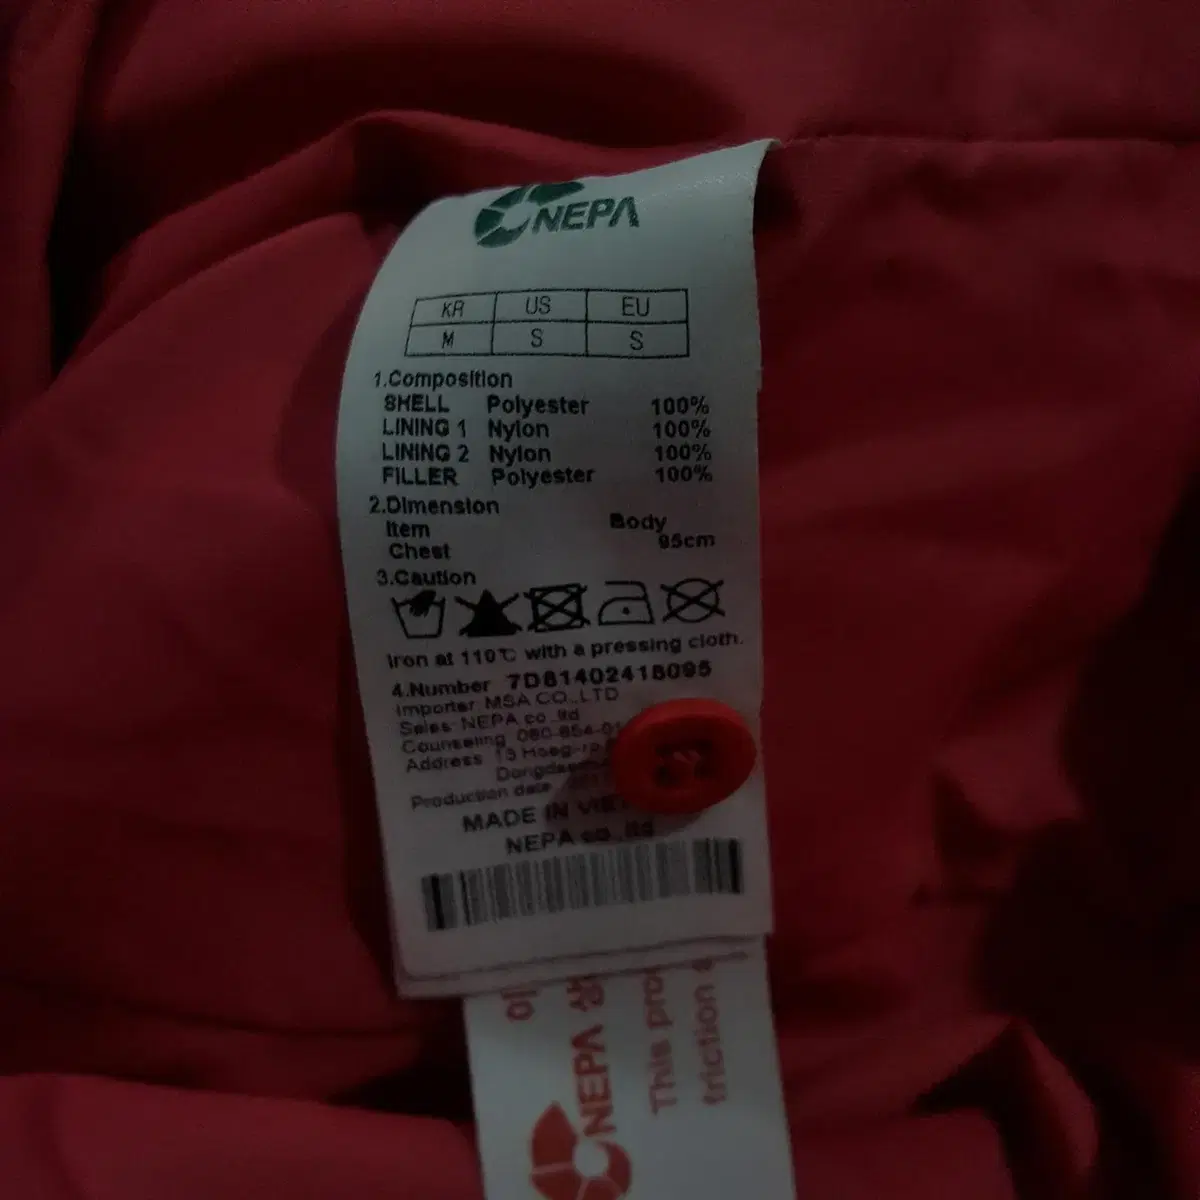 NEPA
KR US EU
M S S
1.Composition
SHELL Polyester 100%
LINING 1 Nylon 100%
LINING 2 Nylon 100%
FILLER Polyester 100%
2.Dimension
Item Body
Chest 95cm
3.Caution
Iron at 110℃ with a pressing cloth.
4.Number 7D81402418095
Importer MSA CO.,LTD
Sales NEPA co.,ltd
Counseling
Address
Production date
MADE IN
NEPA co.,ltd
NEPA
This
friction